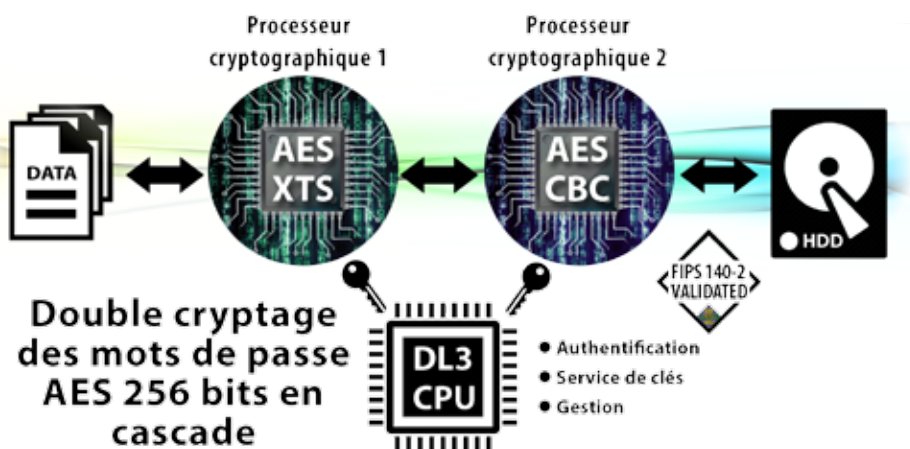 Processeur
cryptographique 1
Processeur
cryptographique 2
DATA
AES
XTS
AES
CBC
HDD
FIPS 140-2
VALIDATED
Double cryptage
des mots de passe
AES 256 bits en
cascade
DL3
CPU
● Authentification
● Service de clés
● Gestion